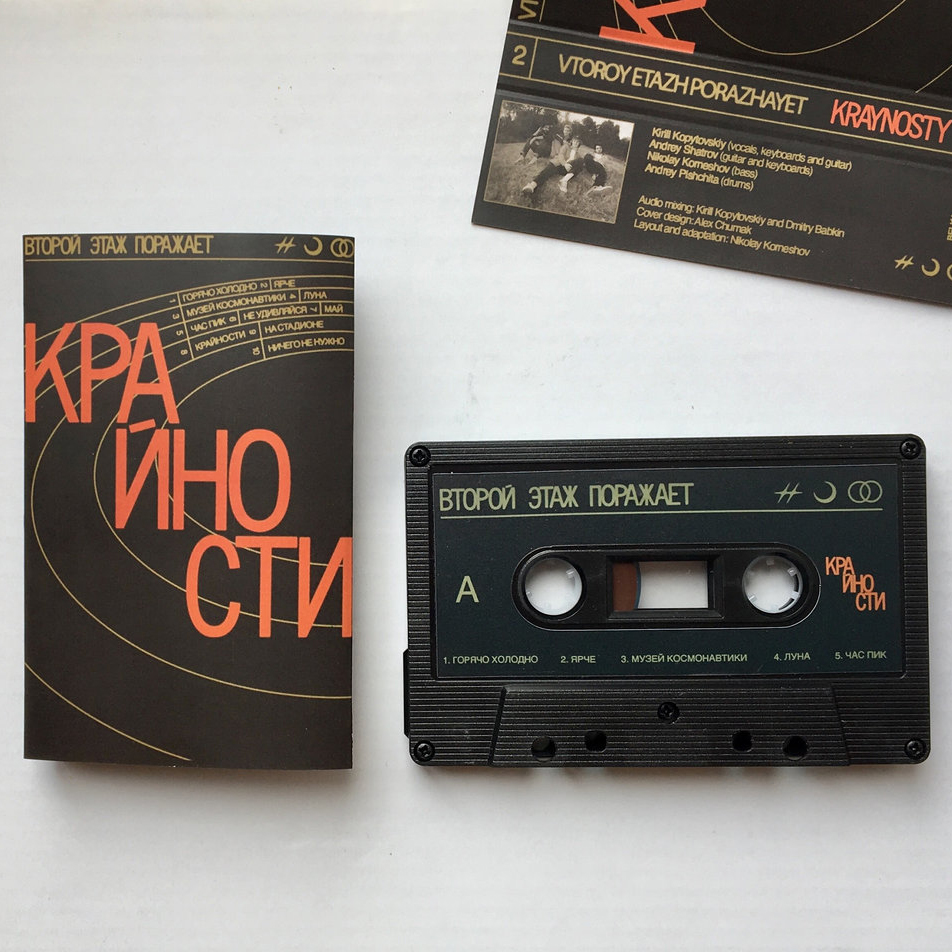 2 VTOROY ETAZH PORAZHAYET KRAYNOSTY
Kirill Kopytovskiy (vocals, keyboards and guitar)
Andrey Shatrov (guitar and keyboards)
Nikolay Korneshov (bass)
Andrey Pishchita (drums)
Audio mixing: Kirill Kopytovskiy and Dmitry Babkin
Cover design: Alex Chumak
Layout and adaptation: Nikolay Korneshov
ВТОРОЙ ЭТАЖ ПОРАЖАЕТ
1 ГОРЯЧО ХОЛОДНО 2 ЯРЧЕ
3 МУЗЕЙ КОСМОНАВТИКИ 4 ЛУНА
5 ЧАС ПИК 6 НЕ УДИВЛЯЙСЯ 7 МАЙ
8 КРАЙНОСТИ 9 НА СТАДИОНЕ
10 НИЧЕГО НЕ НУЖНО
КРА
ЙНО
СТИ
ВТОРОЙ ЭТАЖ ПОРАЖАЕТ
A
КРА
ЙНО
СТИ
1. ГОРЯЧО ХОЛОДНО 2. ЯРЧЕ 3. МУЗЕЙ КОСМОНАВТИКИ 4. ЛУНА 5. ЧАС ПИК